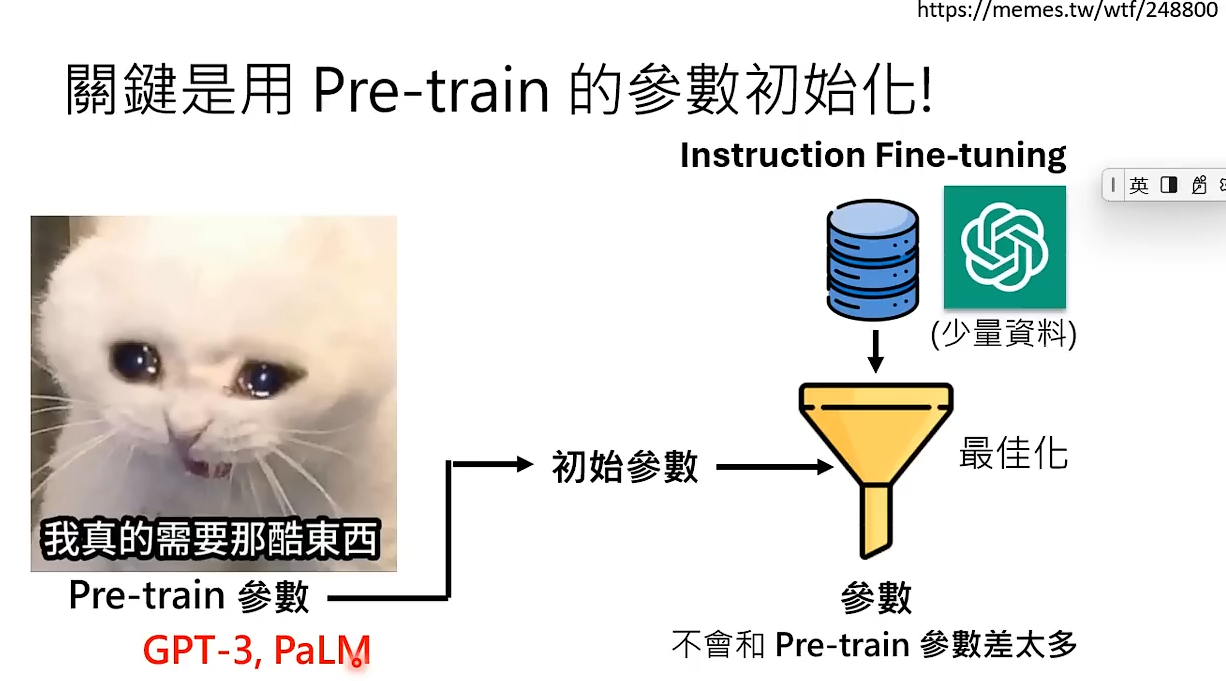 https://memes.tw/wtf/248800
關鍵是用 Pre-train 的參數初始化!
Instruction Fine-tuning
英
(少量資料)
最佳化
初始參數
我真的需要那酷東西
Pre-train 參數
GPT-3, PaLM
參數
不會和 Pre-train 參數差太多